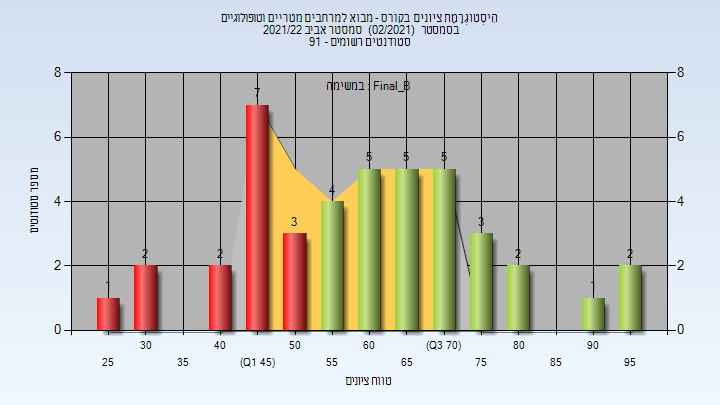 היסטוגרמת ציונים בקורס - מבוא למרחבים מטריים וטופולוגיים
בסמסטר (02/2021) סמסטר אביב 2021/22
סטודנטים רשומים - 91
במשימה : Final_B
מספר סטודנטים
8 8
6 6
4 4
2 2
0 0
1 2 2 7 3 4 5 5 5 3 2 1 2
30 40 50 60 (Q3 70) 80 90
25 35 (Q1 45) 55 65 75 85 95
טווח ציונים